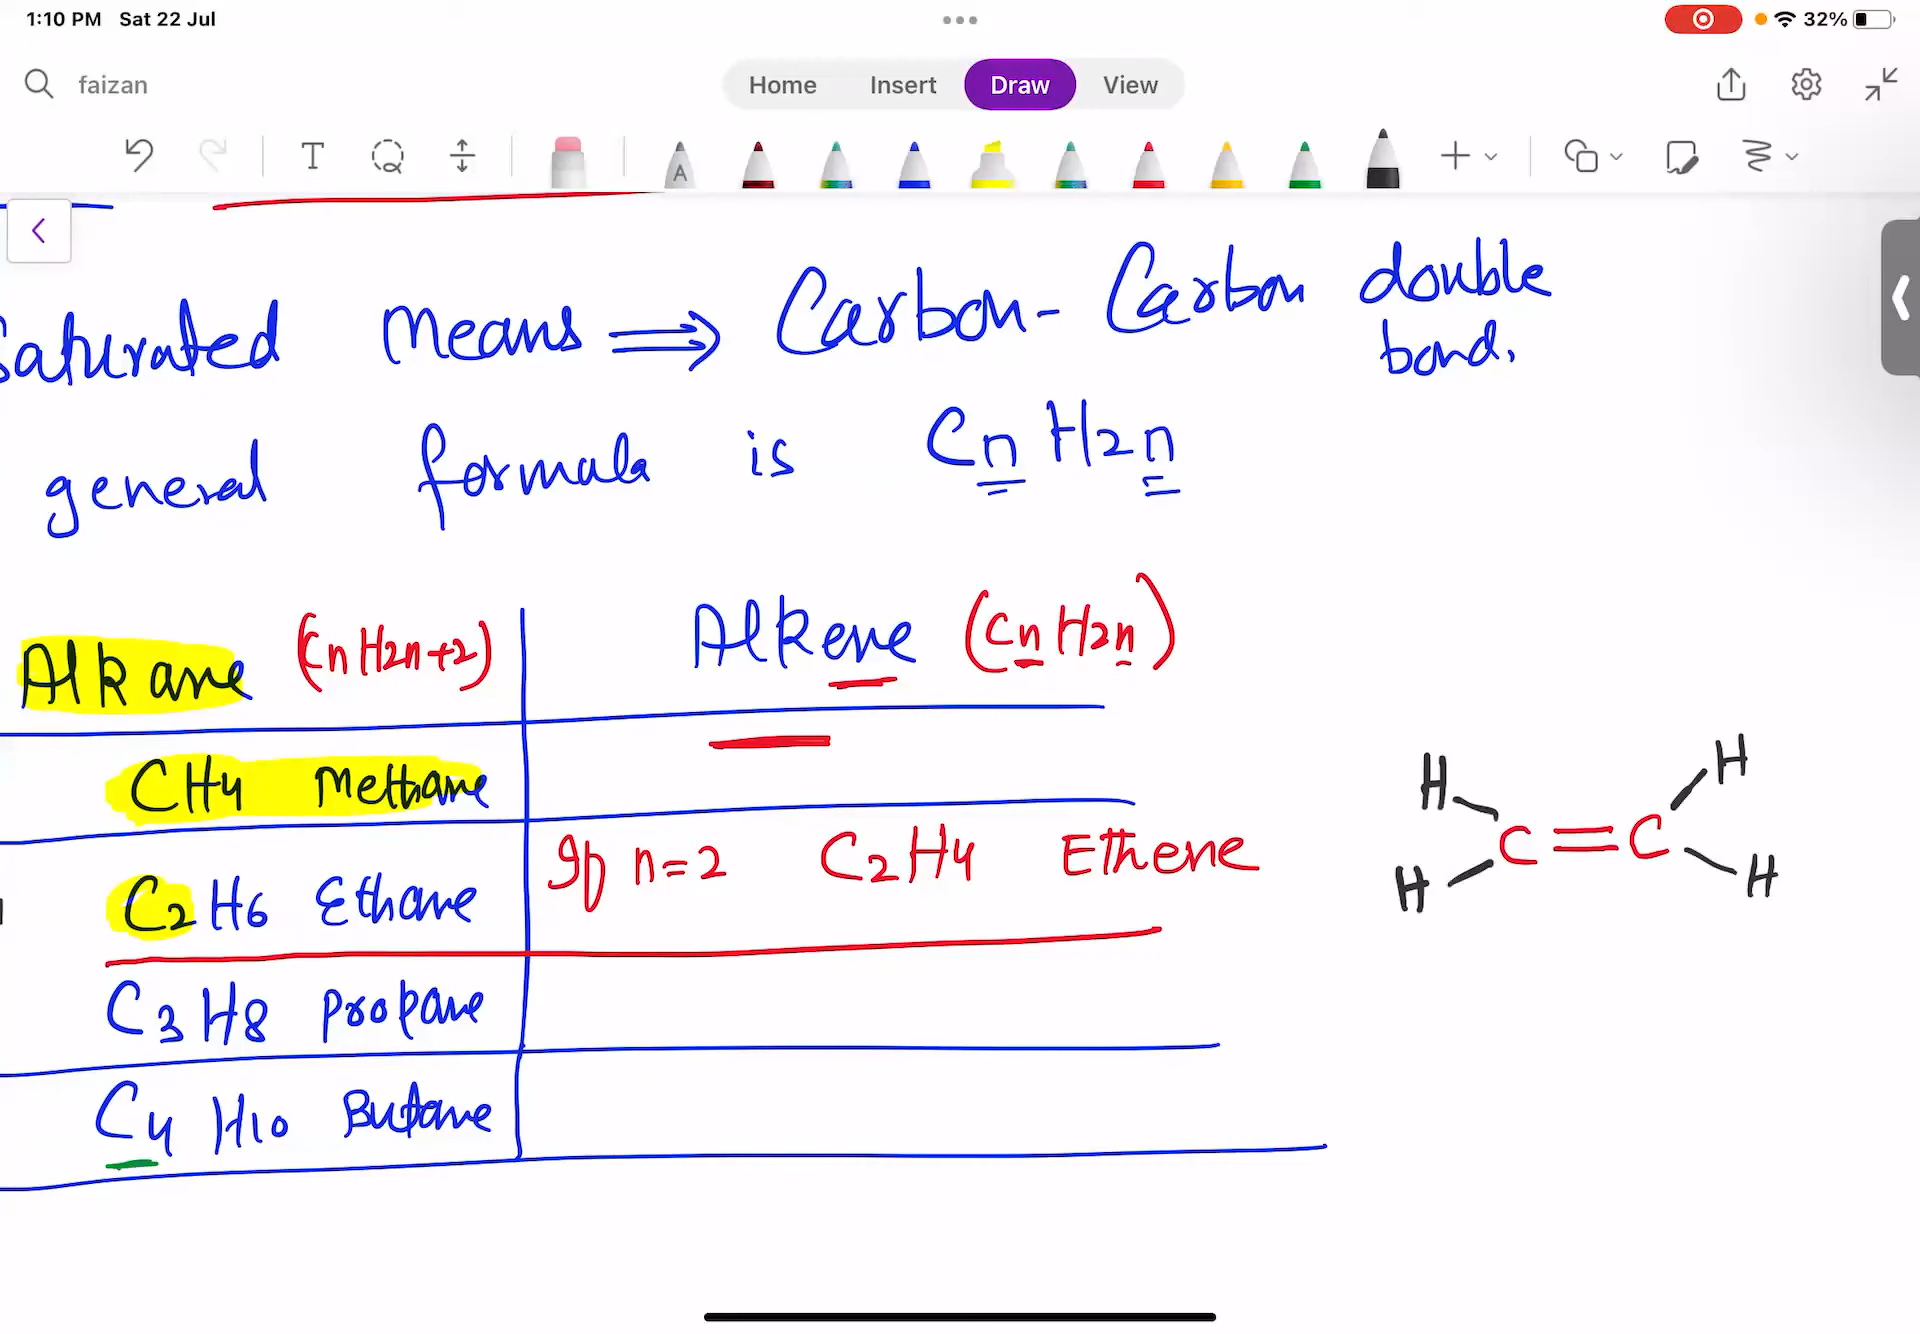 1:10 PM Sat 22 Jul
32%
faizan
Home Insert Draw View
T
A
Saturated means ⇒ Carbon-Carbon double
bond.
general formula is CnH2n
Alkane (CnH2n+2) Alkene (CnH2n)
CH4 Methane
C2H6 Ethane If n=2 C2H4 Ethene
C3H8 Propane
C4H10 Butane
H H
C=C
H H